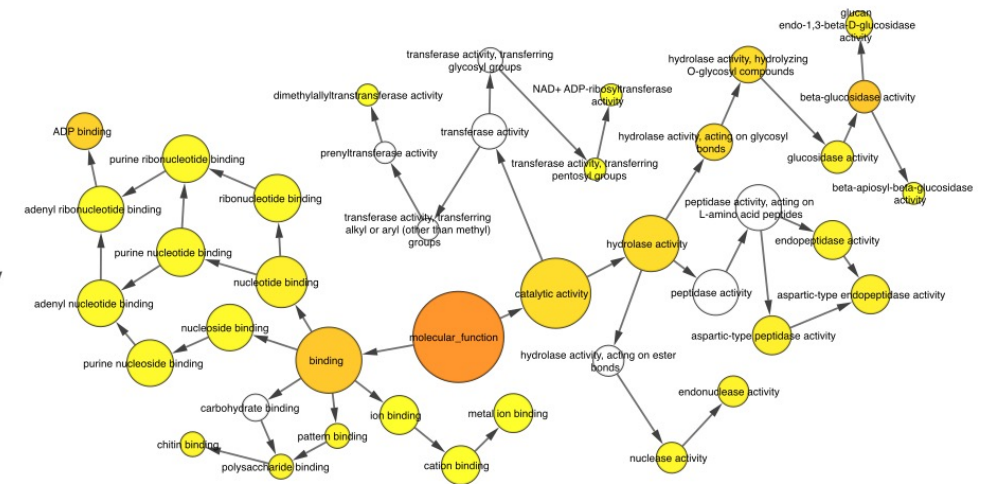 glucan
endo-1,3-beta-D-glucosidase
activity
transferase activity, transferring
glycosyl groups
hydrolase activity, hydrolyzing
O-glycosyl compounds
dimethylallyltranstransferase activity
NAD+ ADP-ribosyltransferase
activity
beta-glucosidase activity
ADP binding
transferase activity
hydrolase activity, acting on glycosyl
bonds
purine ribonucleotide binding
prenyltransferase activity
glucosidase activity
transferase activity, transferring
pentosyl groups
beta-apiosyl-beta-glucosidase
activity
ribonucleotide binding
adenyl ribonucleotide binding
peptidase activity, acting on
L-amino acid peptides
transferase activity, transferring
alkyl or aryl (other than methyl)
groups
hydrolase activity
endopeptidase activity
purine nucleotide binding
nucleotide binding
catalytic activity
peptidase activity
aspartic-type endopeptidase activity
adenyl nucleotide binding
nucleoside binding
molecular_function
aspartic-type peptidase activity
purine nucleoside binding
binding
hydrolase activity, acting on ester
bonds
endonuclease activity
carbohydrate binding
ion binding
metal ion binding
pattern binding
chitin binding
polysaccharide binding
cation binding
nuclease activity